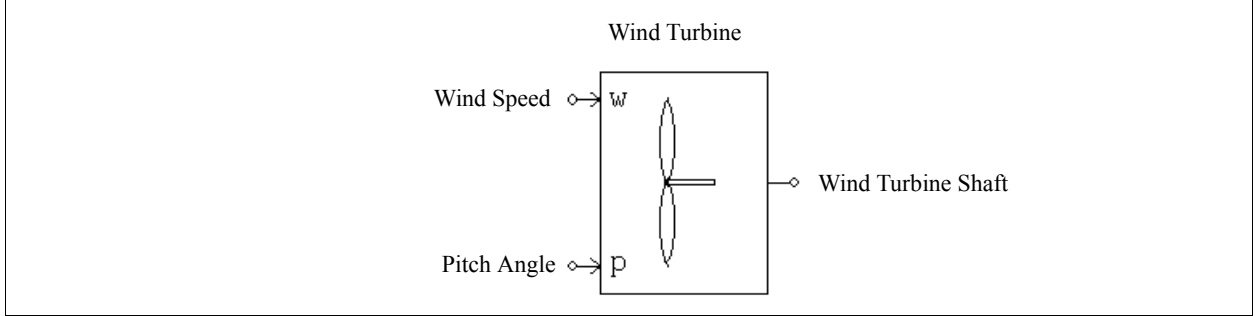 Wind Turbine
Wind Speed
w
Wind Turbine Shaft
Pitch Angle
p